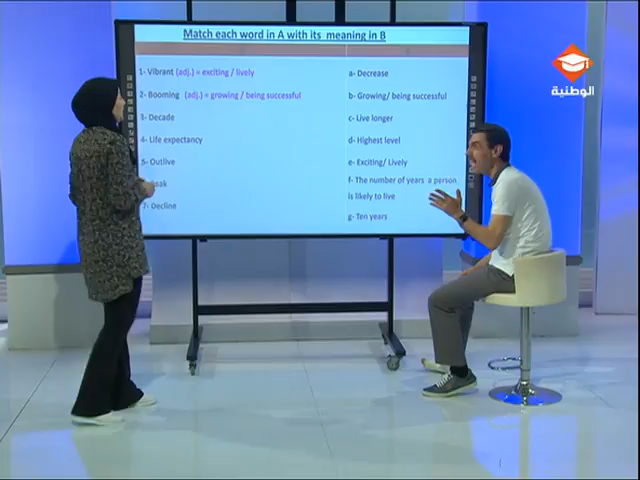 Match each word in A with its meaning in B
1- Vibrant (adj.) = exciting / lively
a- Decrease
2- Booming (adj.) = growing / being successful
b- Growing/ being successful
3- Decade
c- Live longer
4- Life expectancy
d- Highest level
5- Outlive
e- Exciting/ Lively
f- The number of years a person
is likely to live
7- Decline
g- Ten years
الوطنية